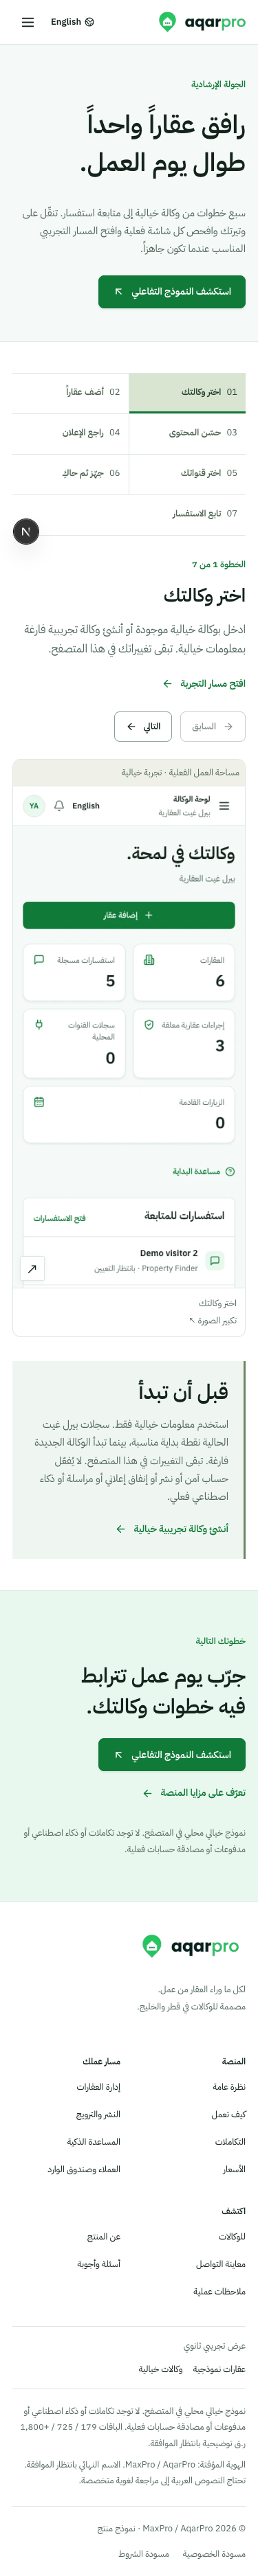 aqarpro
English
الجولة الإرشادية
رافق عقاراً واحداً
طوال يوم العمل.
سبع خطوات من وكالة خيالية إلى متابعة استفسار. تنقّل على
وتيرتك واختر كل شاشة فعلية وافتح المسار التجريبي
المناسب عندما تكون جاهزاً.
استكشف النموذج التفاعلي
01 اختر وكالتك
02 أضف عقاراً
03 حسّن المحتوى
04 راجع الإعلان
05 اختر قنواتك
06 جهّز ثم حاكِ
07 تابع الاستفسار
N
الخطوة 1 من 7
اختر وكالتك
ادخل بوكالة خيالية موجودة أو أنشئ وكالة تجريبية فارغة
بمعلومات خيالية. تبقى تغييراتك في هذا المتصفح.
افتح مسار التجربة
السابق
التالي
مساحة العمل الفعلية · تجربة خيالية
لوحة الوكالة
بيرل غيت العقارية
English
YA
وكالتك في لمحة.
بيرل غيت العقارية
إضافة عقار
العقارات
6
استفسارات مسجلة
5
إجراءات عقارية معلقة
3
سجلات القنوات
المحلية
0
الزيارات القادمة
0
مساعدة البداية
استفسارات للمتابعة
فتح الاستفسارات
Demo visitor 2
Property Finder · بانتظار التعيين
اختر وكالتك
تكبير الصورة
قبل أن تبدأ
استخدم معلومات خيالية فقط. سجلات بيرل غيت
الحالية نقطة بداية مناسبة، بينما تبدأ الوكالة الجديدة
فارغة. تبقى التغييرات في هذا المتصفح. لا يُفعّل
حساب آمن أو نشر أو إنفاق إعلاني أو مراسلة أو ذكاء
اصطناعي فعلي.
أنشئ وكالة تجريبية خيالية
خطوتك التالية
جرّب يوم عمل تترابط
فيه خطوات وكالتك.
استكشف النموذج التفاعلي
تعرّف على مزايا المنصة
نموذج خيالي محلي في المتصفح. لا توجد تكاملات أو ذكاء اصطناعي أو
مدفوعات أو مصادقة حسابات فعلية.
aqarpro
لكل ما وراء العقار من عمل.
مصممة للوكالات في قطر والخليج.
المنصة
نظرة عامة
كيف تعمل
التكاملات
الأسعار
مسار عملك
إدارة العقارات
النشر والترويج
المساعدة الذكية
العملاء وصندوق الوارد
اكتشف
للوكالات
معاينة التواصل
ملاحظات عملية
عن المنتج
أسئلة وأجوبة
عرض تجريبي ثانوي
عقارات نموذجية
وكالات خيالية
نموذج خيالي محلي في المتصفح. لا توجد تكاملات أو ذكاء اصطناعي أو
مدفوعات أو مصادقة حسابات فعلية. الباقات 179 / 725 / 1,800+
ر.ق توضيحية بانتظار الموافقة.
الهوية المؤقتة: MaxPro / AqarPro. الاسم النهائي بانتظار الموافقة.
تحتاج النصوص العربية إلى مراجعة لغوية متخصصة.
© 2026 MaxPro / AqarPro · نموذج منتج
مسودة الخصوصية
مسودة الشروط